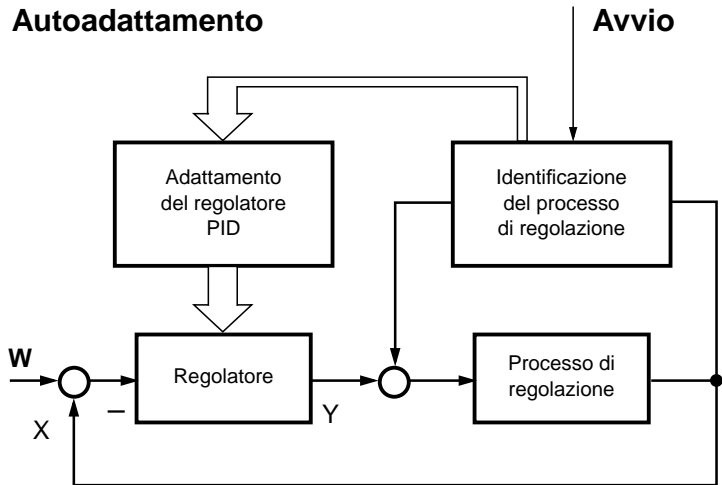 Autoadattamento
Avvio
Adattamento
del regolatore
PID
Identificazione
del processo
di regolazione
W
Regolatore
Processo di
regolazione
X
–
Y